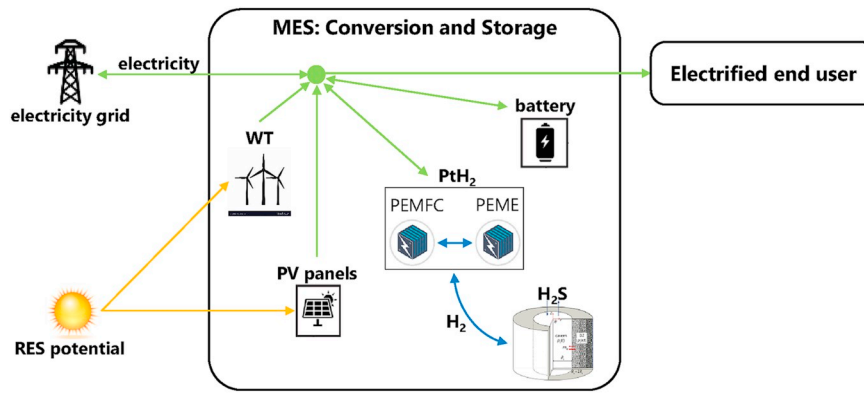 MES: Conversion and Storage
electricity
Electrified end user
electricity grid
battery
WT
PtH₂
PEMFC
PEME
PV panels
H₂S
H₂
RES potential